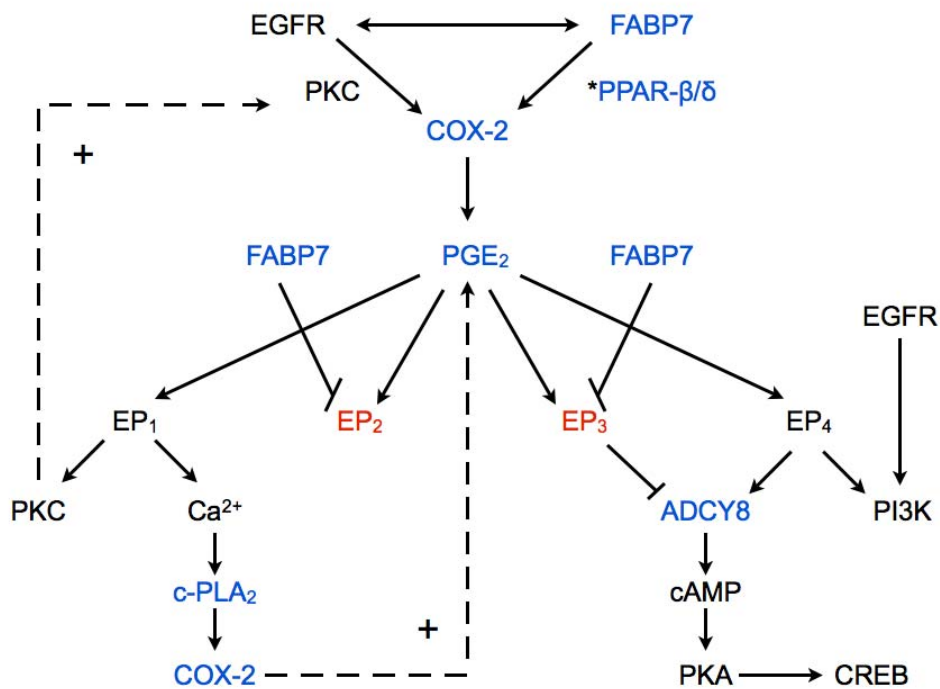 EGFR FABP7
PKC *PPAR-β/δ
COX-2
+
FABP7 PGE₂ FABP7
EGFR
EP₁ EP₂ EP₃ EP₄
PKC Ca²⁺ ADCY8 PI3K
c-PLA₂ cAMP
+
COX-2 PKA CREB